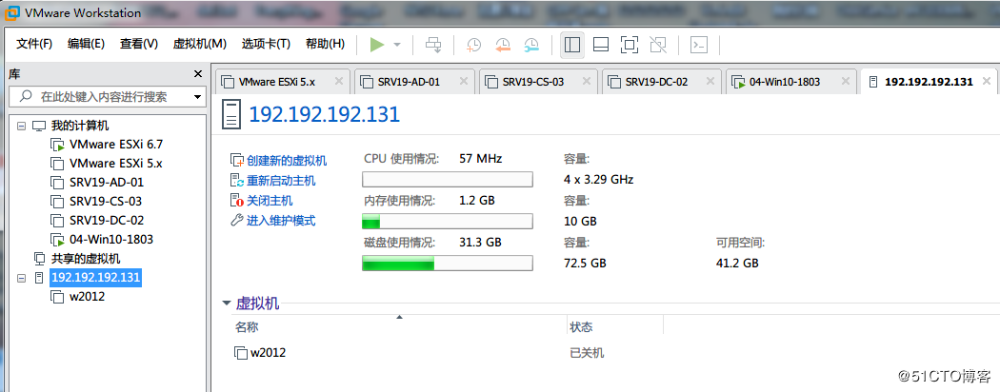 VMware Workstation
文件(F) 编辑(E) 查看(V) 虚拟机(M) 选项卡(T) 帮助(H)
库
在此处键入内容进行搜索
我的计算机
VMware ESXi 6.7
VMware ESXi 5.x
SRV19-AD-01
SRV19-CS-03
SRV19-DC-02
04-Win10-1803
共享的虚拟机
192.192.192.131
w2012
VMware ESXi 5.x SRV19-AD-01 SRV19-CS-03 SRV19-DC-02 04-Win10-1803 192.192.192.131
192.192.192.131
创建新的虚拟机
重新启动主机
关闭主机
进入维护模式
CPU 使用情况: 57 MHz 容量:
4 x 3.29 GHz
内存使用情况: 1.2 GB 容量:
10 GB
磁盘使用情况: 31.3 GB 容量: 可用空间:
72.5 GB 41.2 GB
虚拟机
名称 状态
w2012 已关机
@51CTO博客